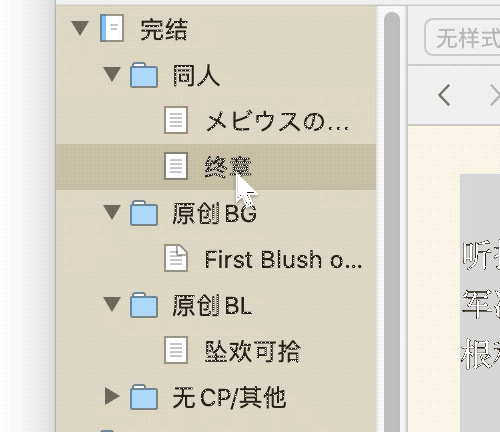 完结
同人
メビウスの...
终章
原创 BG
First Blush o...
原创 BL
坠欢可拾
无 CP/其他
无样式
听
军
根